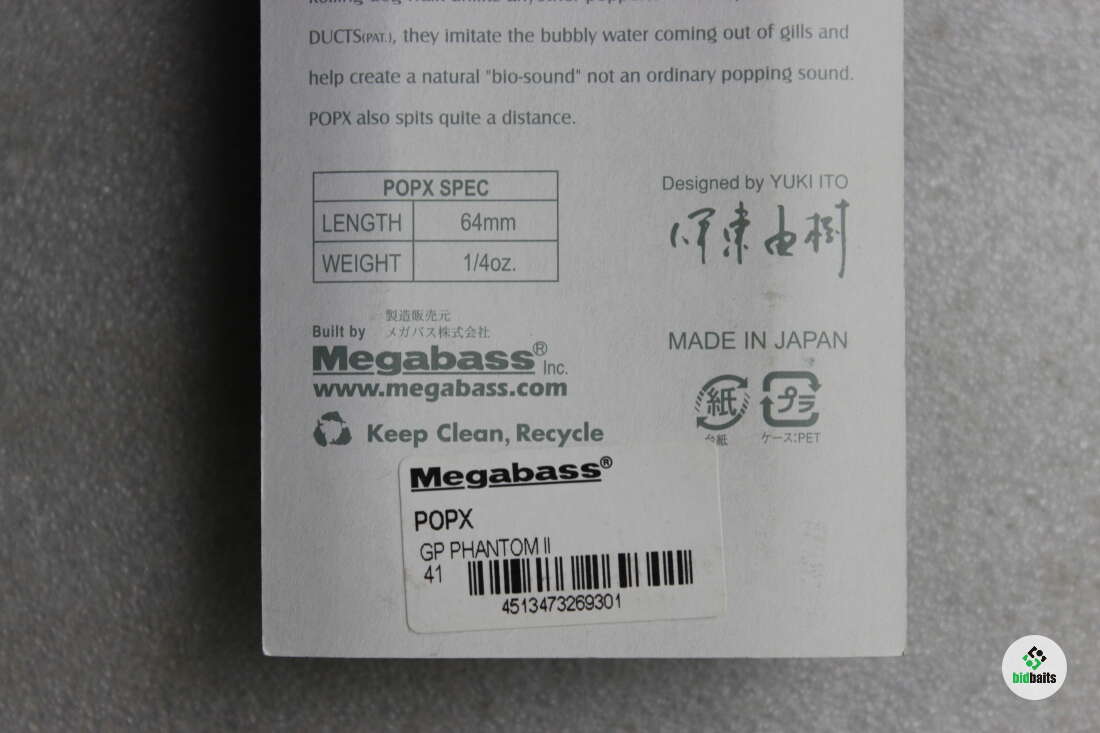 DUCTS(PAT.), they imitate the bubbly water coming out of gills and
help create a natural "bio-sound" not an ordinary popping sound.
POPX also spits quite a distance.
POPX SPEC
LENGTH 64mm
WEIGHT 1/4oz.
Designed by YUKI ITO
伊東由樹
製造販売元
Built by メガバス株式会社
Megabass® Inc.
www.megabass.com
Keep Clean, Recycle
MADE IN JAPAN
紙 プラ
台紙 ケース:PET
Megabass®
POPX
GP PHANTOM II
41
4513473269301
bidbaits